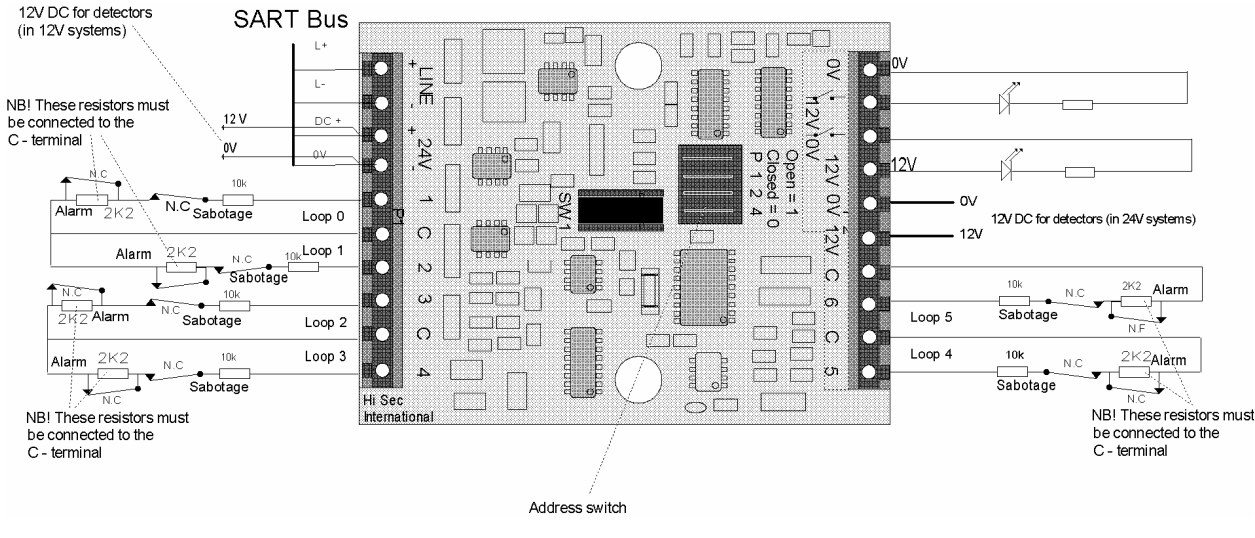 12V DC for detectors
(in 12V systems)
SART Bus
L+
L-
12 V
DC +
0V
0V
NB! These resistors must
be connected to the
C - terminal
N.C
10k
Alarm
2K2
N.C
Sabotage
Loop 0
Alarm
2K2
N.C
10k
Sabotage
Loop 1
N.C
2K2
Alarm
N.C
10k
Sabotage
Loop 2
Alarm
2K2
N.C
N.C
10k
Sabotage
Loop 3
NB! These resistors must
be connected to the
C - terminal
+ LINE -
+ 24V -
1
C
2
3
C
4
P1
Hi Sec
International
SW1
Open = 1
Closed = 0
P 1 2 4
0V
12V
0V
12V
0V
12V
C
6
C
5
0V
12V
0V
12V
12V DC for detectors (in 24V systems)
10k
N.C
2K2
Alarm
Sabotage
N.F
Loop 5
Loop 4
10k
N.C
2K2
Alarm
Sabotage
N.C
NB! These resistors must
be connected to the
C - terminal
Address switch